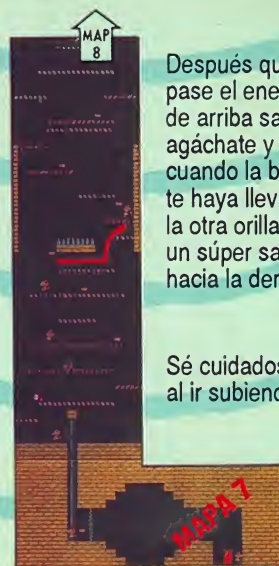 MAP
8
Después qu
pase el ene
de arriba sa
agáchate y
cuando la b
te haya llev
la otra orilla
un súper sa
hacia la der
Sé cuidados
al ir subiend
MAPA 7